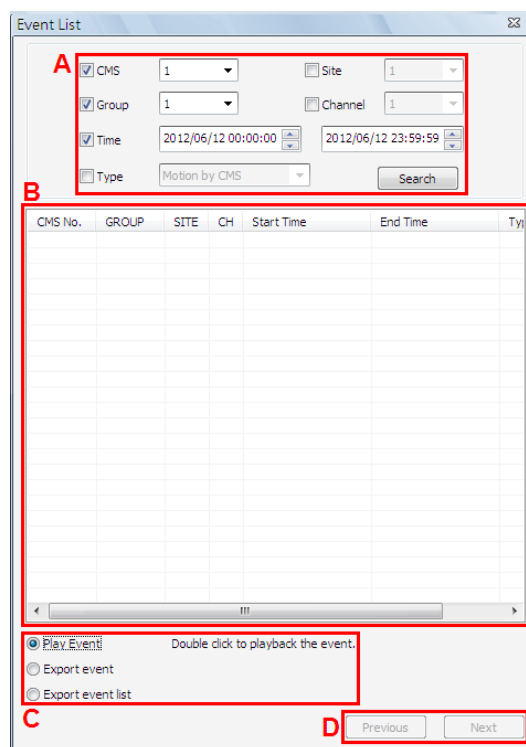 Event List
A
CMS 1 Site 1
Group 1 Channel 1
Time 2012/06/12 00:00:00 2012/06/12 23:59:59
Type Motion by CMS Search
B
CMS No. GROUP SITE CH Start Time End Time Typ
Play Event Double click to playback the event.
Export event
Export event list
C
D Previous Next